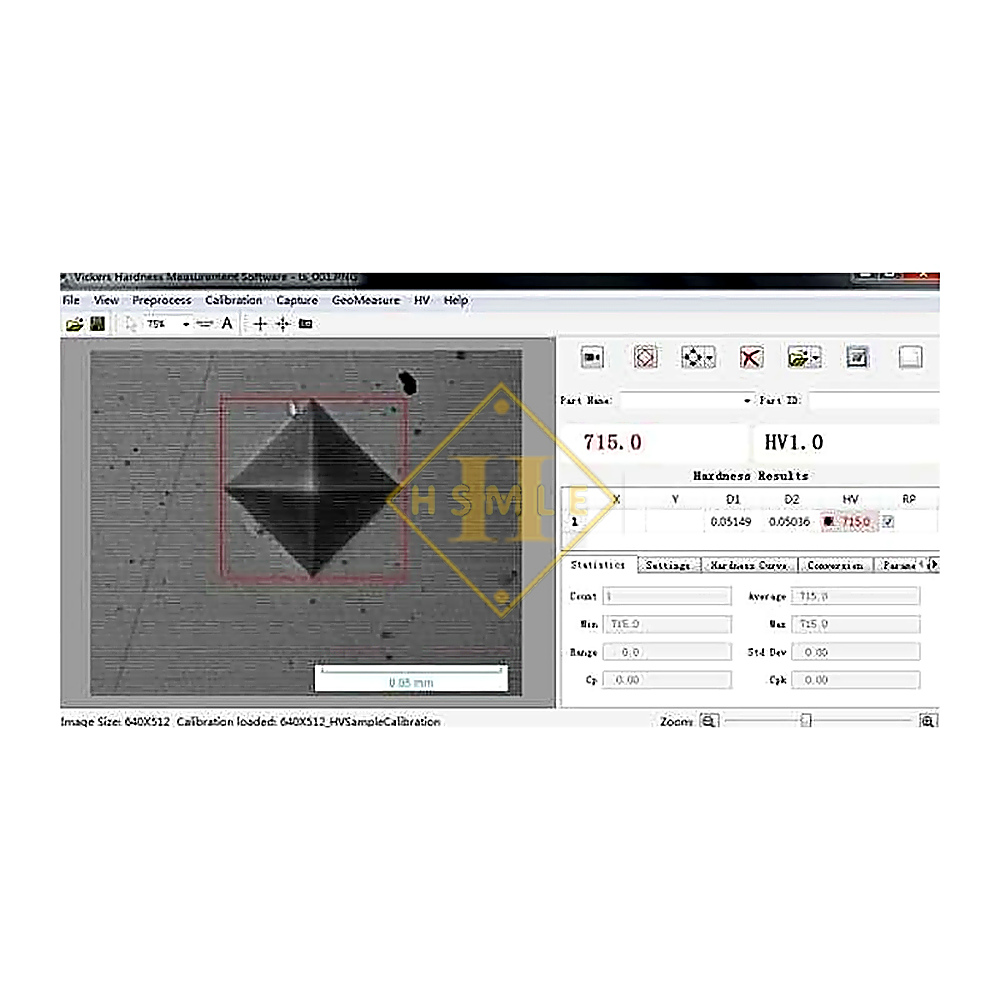 Vickers Hardness Measurement Software - ts_001.PNG
File View Preprocess Calibration Capture GeoMeasure HV Help
75% A
Part Name: Part ID:
715.0 HV1.0
Hardness Results
X Y D1 D2 HV RP
1 0.05149 0.05036 715.0
HSMLE
Statistics Settings Hardness Curve Conversion
Count 1 Average 715.0
Min 715.0 Max 715.0
Range 0.0 Std Dev 0.00
Cp 0.00 Cpk 0.00
mm
Image Size: 640X512 Calibration loaded: 640X512_HVSampleCalibration
Zoom: